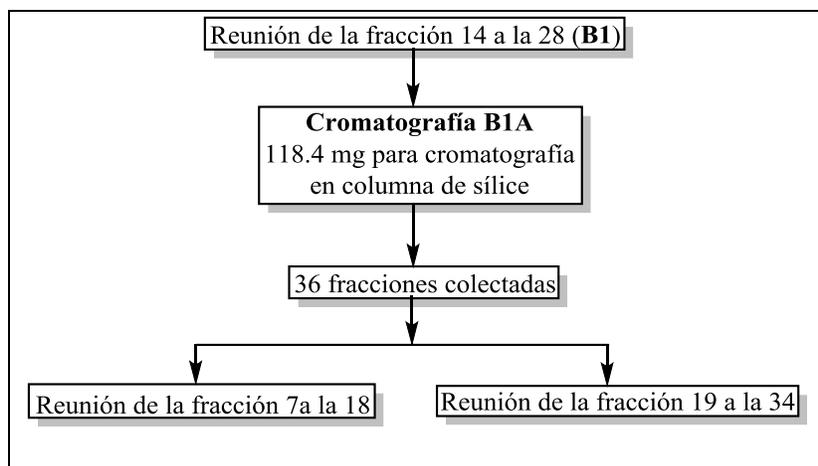 Reunión de la fracción 14 a la 28 (B1)
Cromatografía B1A
118.4 mg para cromatografía
en columna de sílice
36 fracciones colectadas
Reunión de la fracción 7a la 18
Reunión de la fracción 19 a la 34